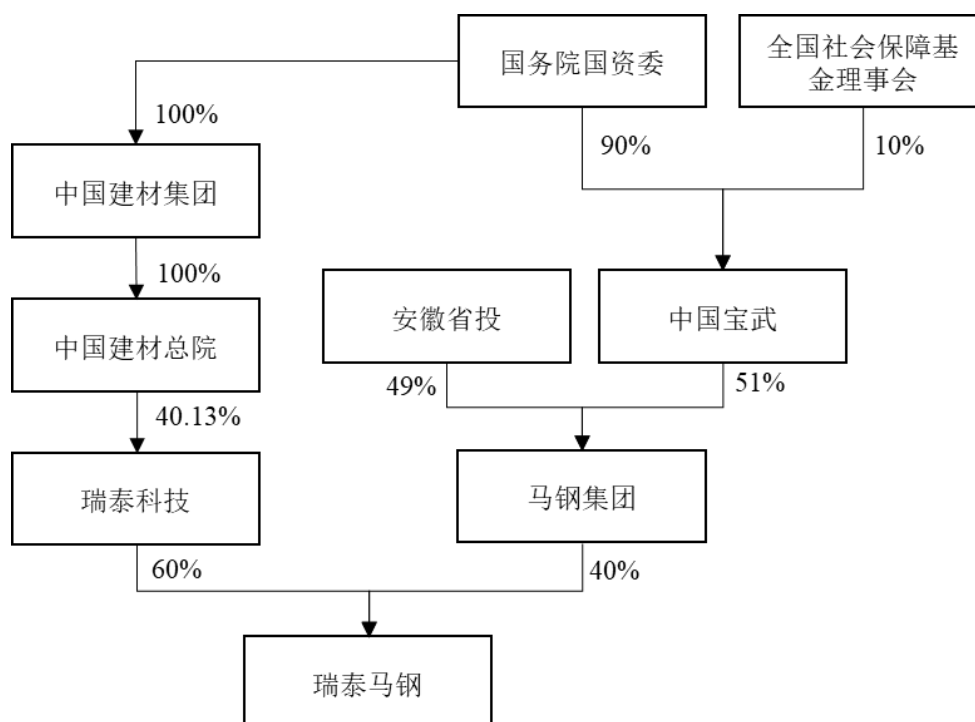 国务院国资委
全国社会保障基
金理事会
100%
90%
10%
中国建材集团
100%
中国建材总院
安徽省投
中国宝武
40.13%
49%
51%
瑞泰科技
马钢集团
60%
40%
瑞泰马钢